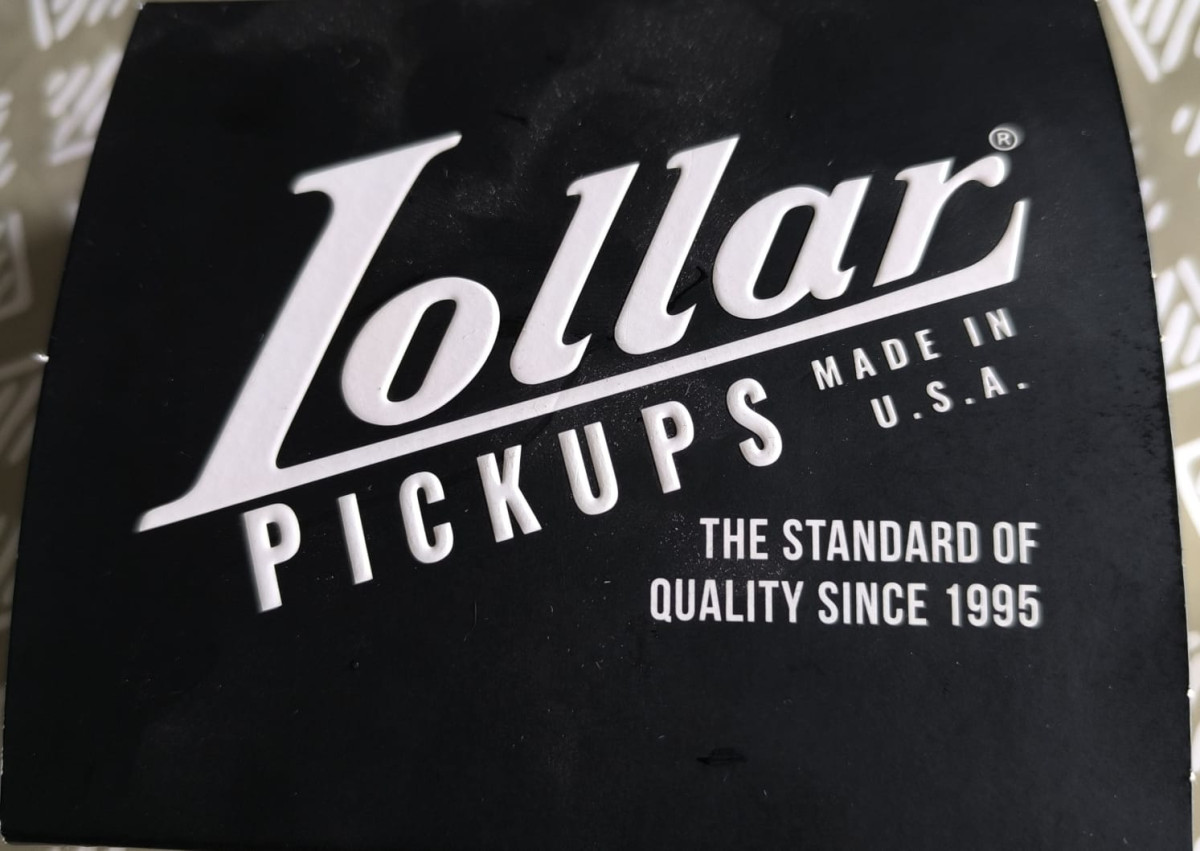 Lollar®
PICKUPS
MADE IN
U.S.A.
THE STANDARD OF
QUALITY SINCE 1995